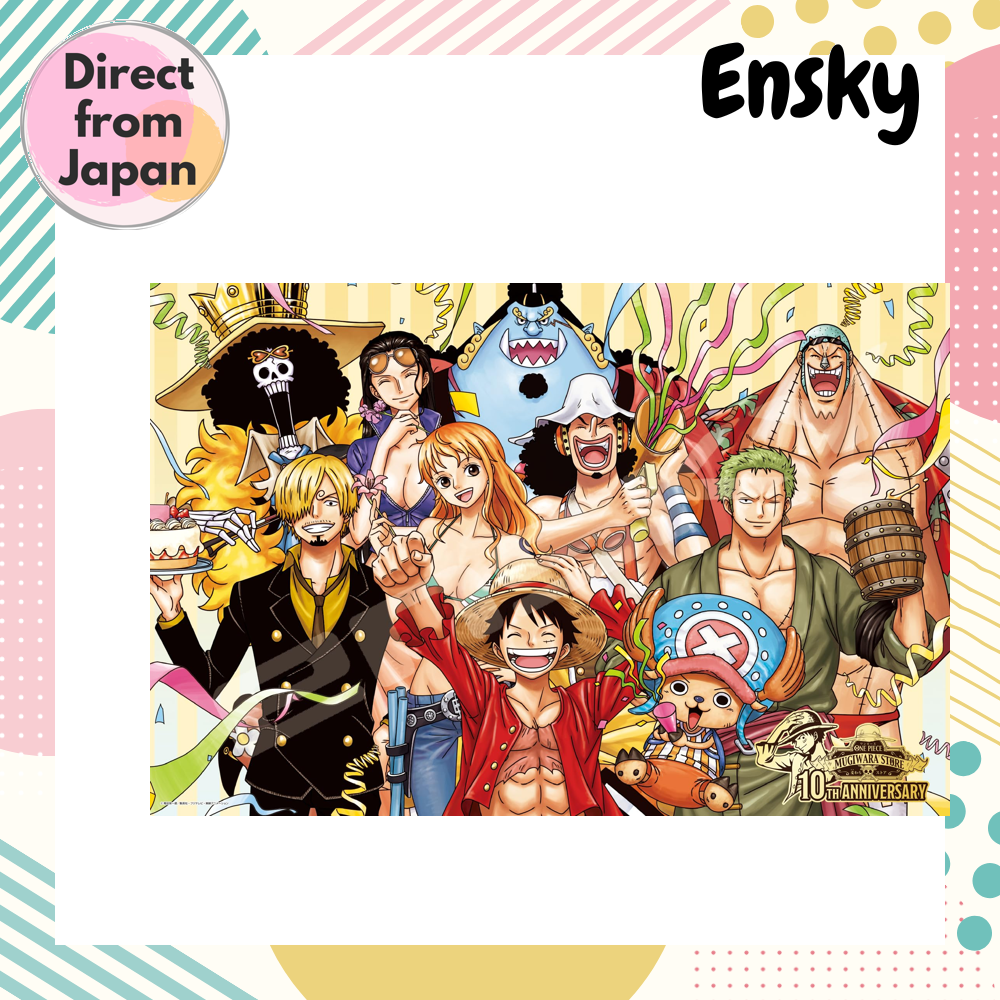 Direct
from
Japan
Ensky
ONE PIECE
MUGIWARA STORE
10TH ANNIVERSARY